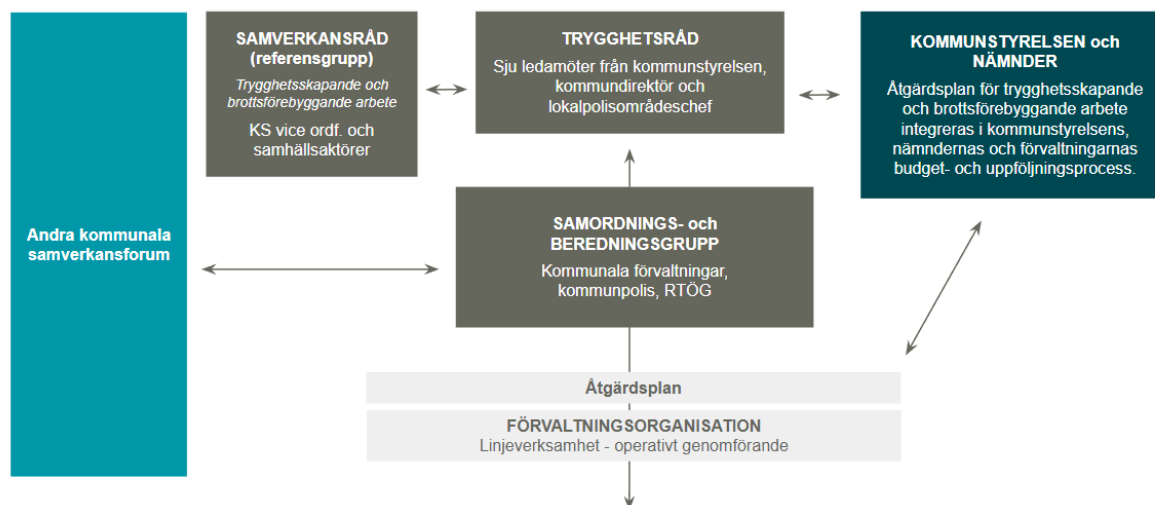 Andra kommunala
samverkansforum
SAMVERKANSRÅD
(referensgrupp)
Trygghetsskapande och
brottsförebyggande arbete
KS vice ordf. och
samhällsaktörer
TRYGGHETSRÅD
Sju ledamöter från kommunstyrelsen,
kommundirektör och
lokalpolisområdeschef
KOMMUNSTYRELSEN och
NÄMNDER
Åtgärdsplan för trygghetsskapande
och brottsförebyggande arbete
integreras i kommunstyrelsens,
nämndernas och förvaltningarnas
budget- och uppföljningsprocess.
SAMORDNINGS- och
BEREDNINGSGRUPP
Kommunala förvaltningar,
kommunpolis, RTÖG
Åtgärdsplan
FÖRVALTNINGSORGANISATION
Linjeverksamhet - operativt genomförande